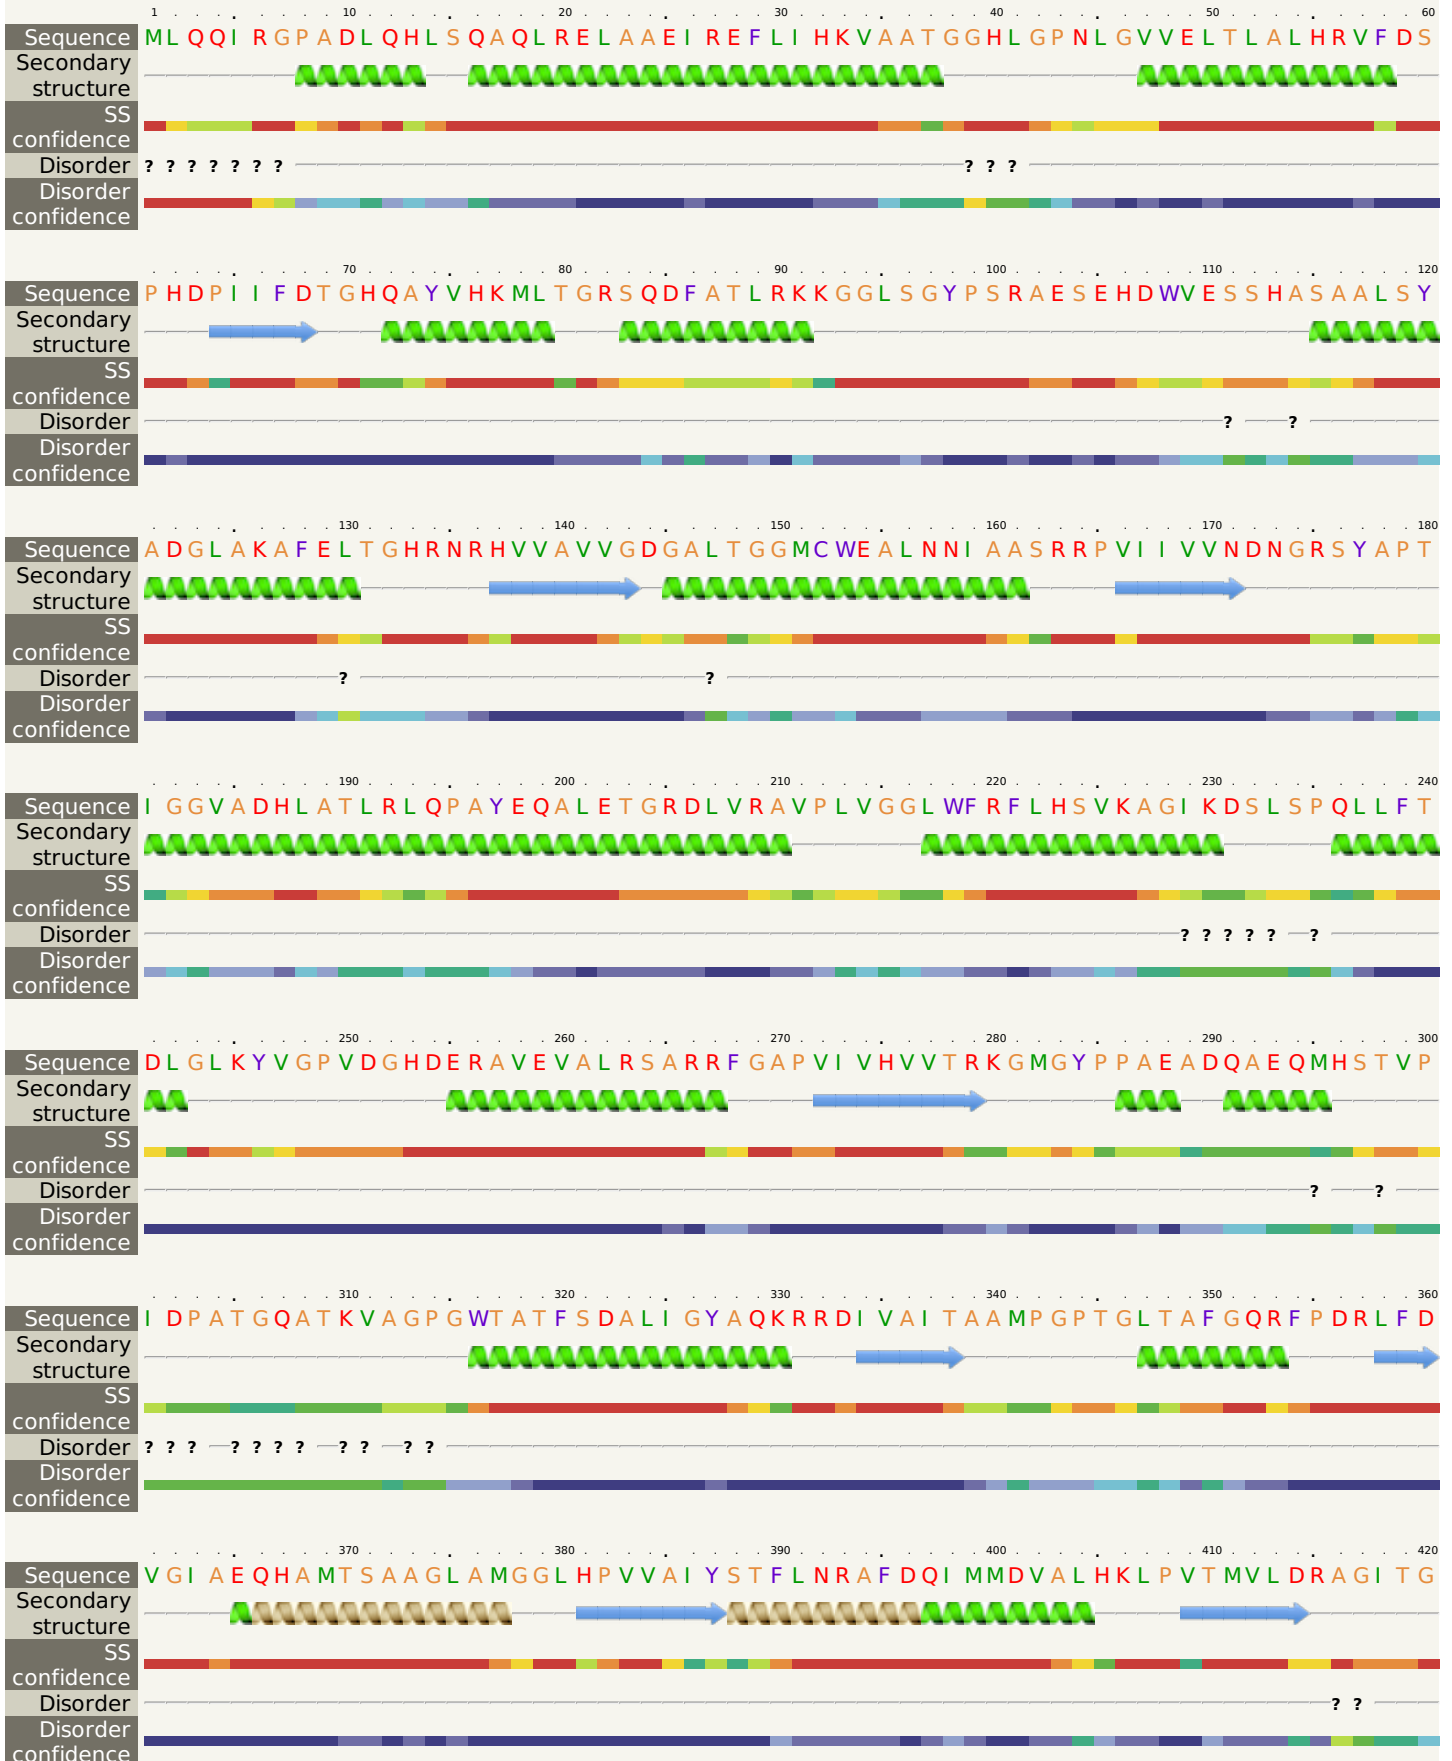 1 10 20 30 40 50 60
Sequence MLQQIRGPADLQHLSQAQLRELAAEIREFLIHKVAATGGHLGPNLGVVELTLALHRVFDS
Secondary
structure
SS
confidence
Disorder ? ? ? ? ? ? ? ? ? ?
Disorder
confidence
70 80 90 100 110 120
Sequence PHDPIIFDTGHQAYVHKMLTGRSQDFATLRKKGGLSGYPSRAESEHDWVESSHASAALSY
Secondary
structure
SS
confidence
Disorder ? ?
Disorder
confidence
130 140 150 160 170 180
Sequence ADGLAKAFELTGHRNRHVVAVVGDGALTGGMCWEALNNIAASRRPVIIVVNDNGRSYAPT
Secondary
structure
SS
confidence
Disorder ? ?
Disorder
confidence
190 200 210 220 230 240
Sequence IGGVADHLATLRLQPAYEQALETGRDLVRAVPLVGGLWFRFLHSVKAGIKDSLSPQLLFT
Secondary
structure
SS
confidence
Disorder ? ? ? ? ? ?
Disorder
confidence
250 260 270 280 290 300
Sequence DLGLKYVGPVDGHDERAVEVALRSARRFGAPVIVHVVTRKGMGYPPAEADQAEQMHSTVP
Secondary
structure
SS
confidence
Disorder ? ?
Disorder
confidence
310 320 330 340 350 360
Sequence IDPATGQATKVAGPGWTATFSDALIGYAQKRRDIVAITAAMPGPTGLTAFGQRFPDRLFD
Secondary
structure
SS
confidence
Disorder ? ? ? ? ? ? ? ? ? ? ?
Disorder
confidence
370 380 390 400 410 420
Sequence VGIAEQHAMTSAAGLAMGGLHPVVAIYSTFLNRAFDQIMMDVALHKLPVTMVLDRAGITG
Secondary
structure
SS
confidence
Disorder ? ?
Disorder
confidence